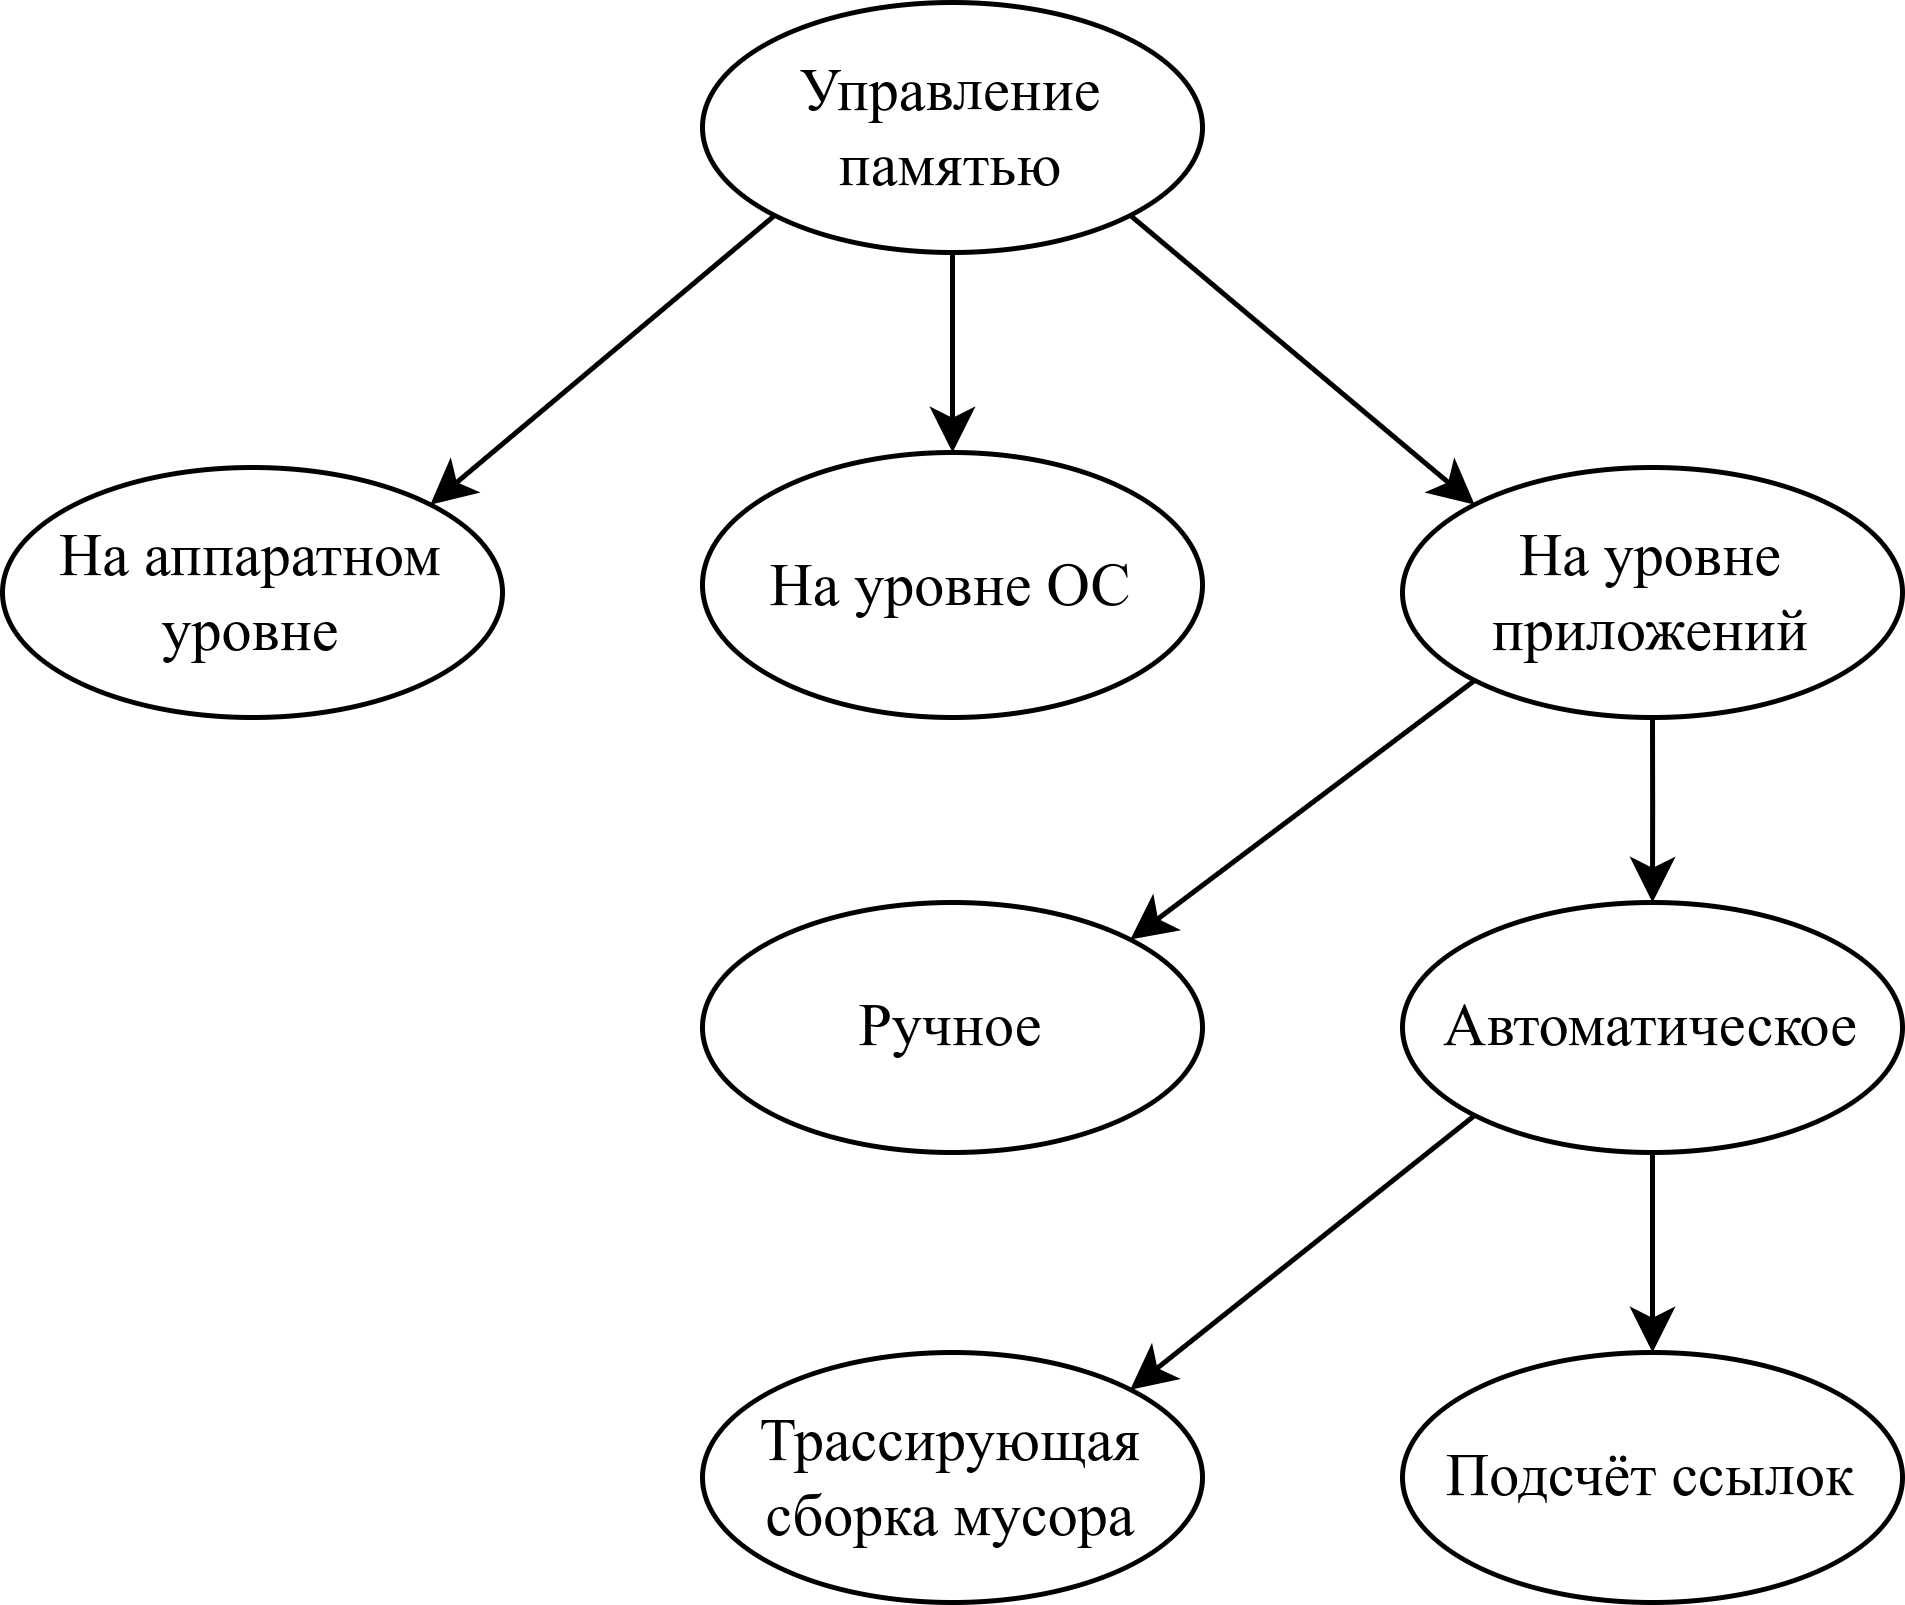 Управление
памятью
На аппаратном
уровне
На уровне ОС
На уровне
приложений
Ручное
Автоматическое
Трассирующая
сборка мусора
Подсчёт ссылок